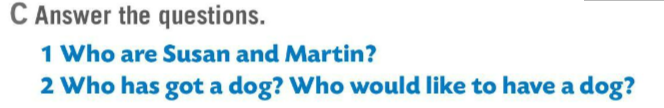 C Answer the questions.
1 Who are Susan and Martin?
2 Who has got a dog? Who would like to have a dog?